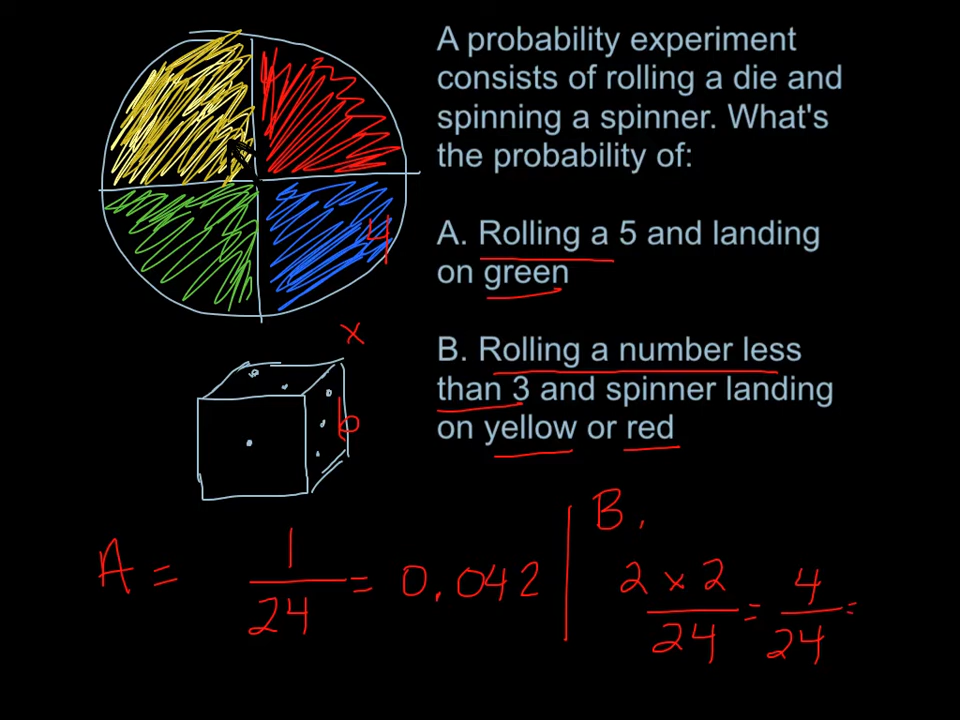 A probability experiment
consists of rolling a die and
spinning a spinner. What's
the probability of:
A. Rolling a 5 and landing
on green
B. Rolling a number less
than 3 and spinner landing
on yellow or red
4
x
6
A = 1/24 = 0.042
B.
2 x 2/24 = 4/24 =